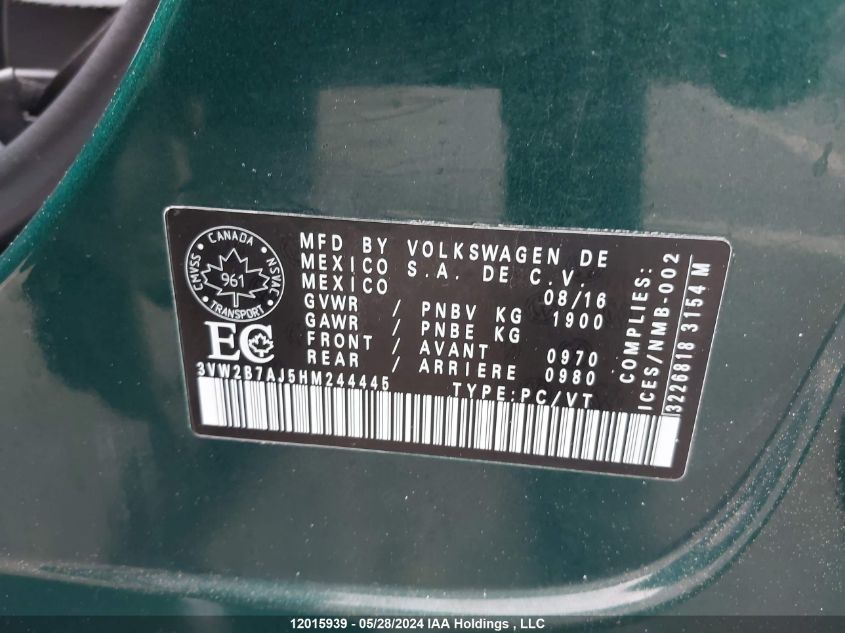 CANADA
CMVSS
NSVAC
961
TRANSPORT
EC
MFD BY VOLKSWAGEN DE
MEXICO S.A. DE C.V.
MEXICO 08/16
GVWR / PNBV KG 1900
GAWR / PNBE KG
FRONT / AVANT 0970
REAR / ARRIERE 0980
3VW2B7AJ5HM244445 TYPE:PC/VT
COMPLIES:
ICES/NMB-002
3226818 3154 M
12015939 - 05/28/2024 IAA Holdings , LLC